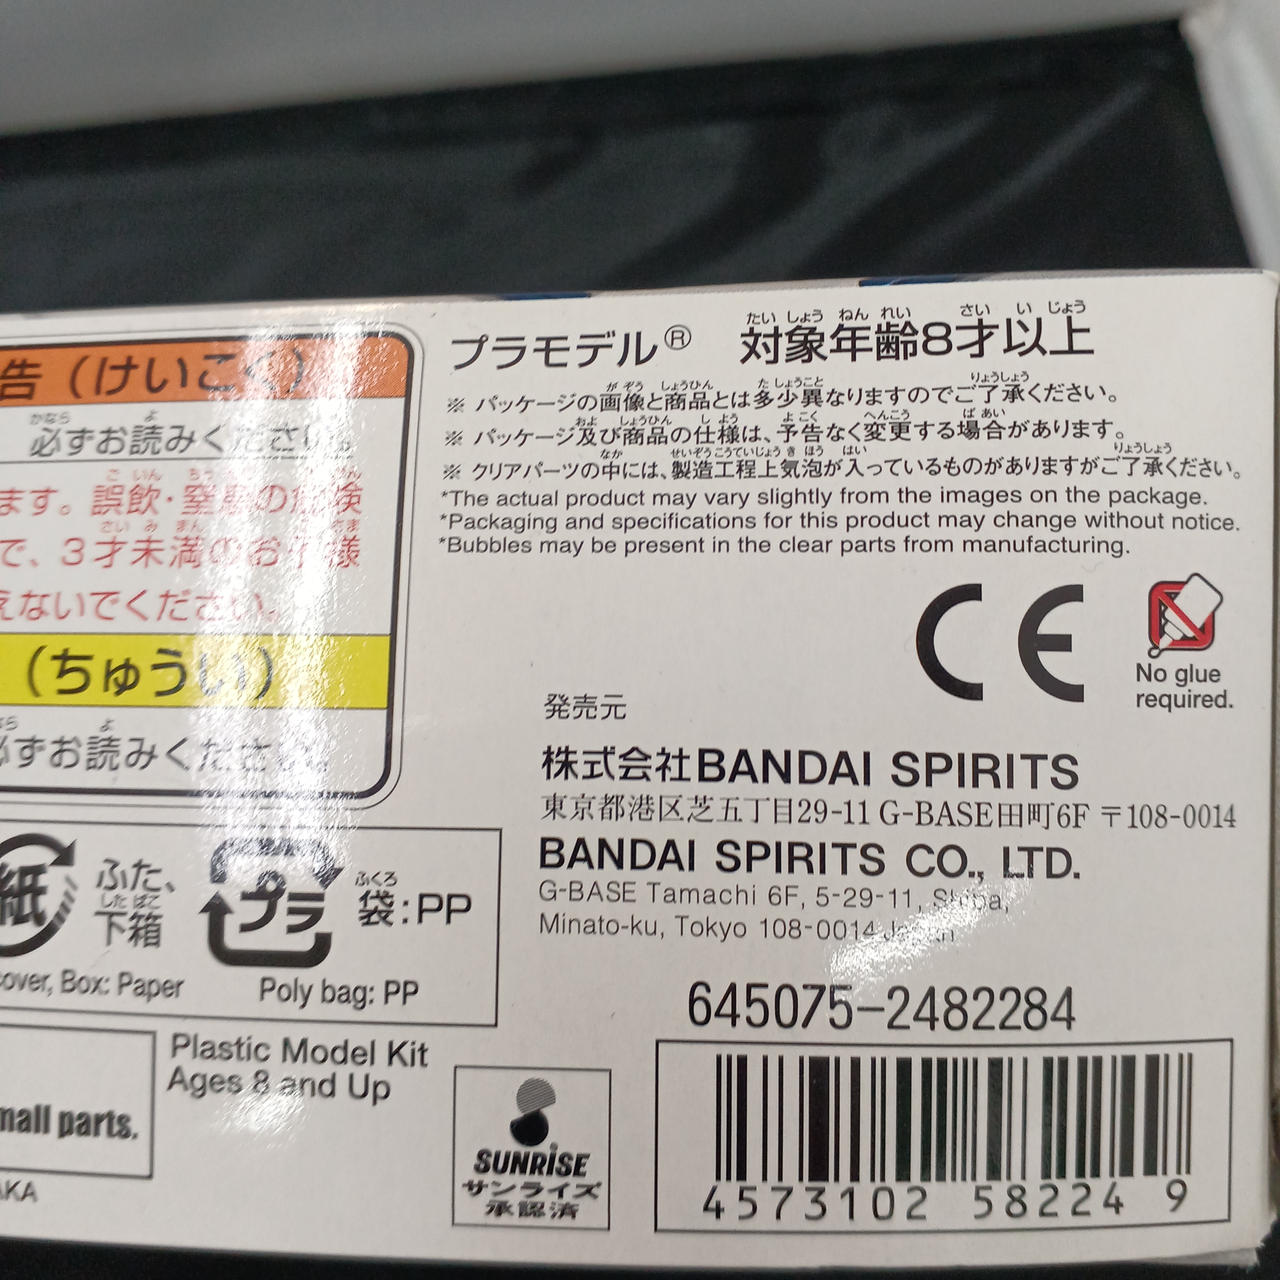 告（けいこく）
必ずお読みください。
ます。誤飲・窒息の危険
で、3才未満のお子様
えないでください。
（ちゅうい）
必ずお読みください。
プラモデル® 対象年齢8才以上
※ パッケージの画像と商品とは多少異なりますのでご了承ください。
※ パッケージ及び商品の仕様は、予告なく変更する場合があります。
※ クリアパーツの中には、製造工程上気泡が入っているものがありますがご了承ください。
*The actual product may vary slightly from the images on the package.
*Packaging and specifications for this product may change without notice.
*Bubbles may be present in the clear parts from manufacturing.
CE
No glue
required.
発売元
株式会社BANDAI SPIRITS
東京都港区芝五丁目29-11 G-BASE田町6F 〒108-0014
BANDAI SPIRITS CO., LTD.
G-BASE Tamachi 6F, 5-29-11, Shiba,
Minato-ku, Tokyo 108-0014 Japan
紙
ふた、
下箱
cover, Box: Paper
プラ
袋:PP
Poly bag: PP
645075-2482284
Plastic Model Kit
Ages 8 and Up
small parts.
AKA
SUNRISE
サンライズ
承認済
4573102 58224 9